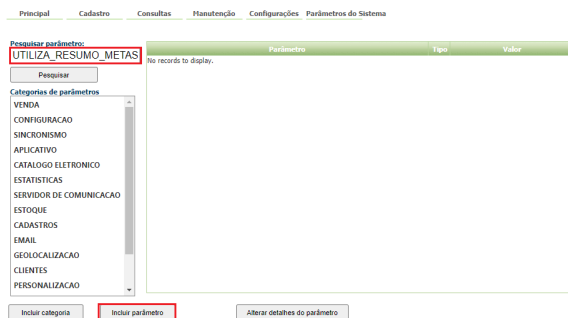 Principal Cadastro Consultas Manutenção Configurações Parâmetros do Sistema
Pesquisar parâmetro:
UTILIZA_RESUMO_METAS
Pesquisar
Categorias de parâmetros
VENDA
CONFIGURACAO
SINCRONISMO
APLICATIVO
CATALOGO ELETRONICO
ESTATISTICAS
SERVIDOR DE COMUNICACAO
ESTOQUE
CADASTROS
EMAIL
GEOLOCALIZACAO
CLIENTES
PERSONALIZACAO
Parâmetro Tipo Valor
No records to display.
Incluir categoria Incluir parâmetro Alterar detalhes do parâmetro